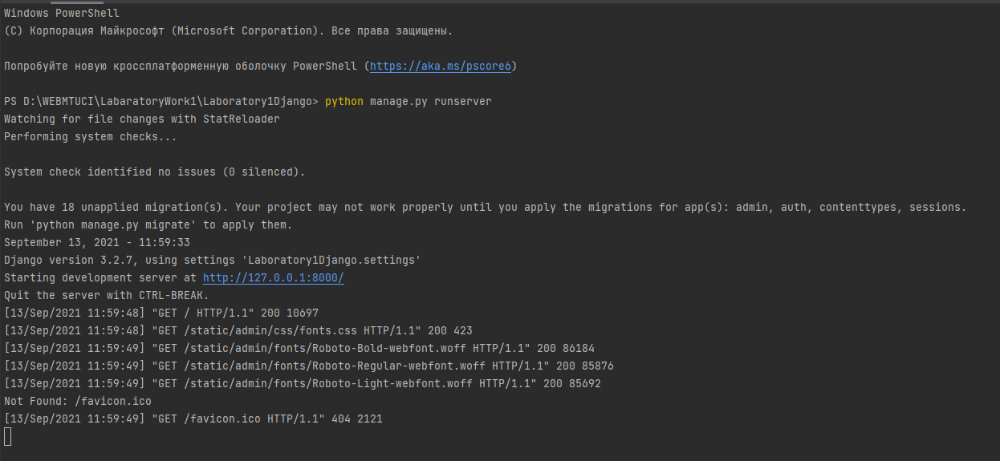 Windows PowerShell
(C) Корпорация Майкрософт (Microsoft Corporation). Все права защищены.
Попробуйте новую кроссплатформенную оболочку PowerShell (https://aka.ms/pscore6)
PS D:\WEBMTUCI\LabaratoryWork1\Laboratory1Django> python manage.py runserver
Watching for file changes with StatReloader
Performing system checks...
System check identified no issues (0 silenced).
You have 18 unapplied migration(s). Your project may not work properly until you apply the migrations for app(s): admin, auth, contenttypes, sessions.
Run 'python manage.py migrate' to apply them.
September 13, 2021 - 11:59:33
Django version 3.2.7, using settings 'Laboratory1Django.settings'
Starting development server at http://127.0.0.1:8000/
Quit the server with CTRL-BREAK.
[13/Sep/2021 11:59:48] "GET / HTTP/1.1" 200 10697
[13/Sep/2021 11:59:48] "GET /static/admin/css/fonts.css HTTP/1.1" 200 423
[13/Sep/2021 11:59:49] "GET /static/admin/fonts/Roboto-Bold-webfont.woff HTTP/1.1" 200 86184
[13/Sep/2021 11:59:49] "GET /static/admin/fonts/Roboto-Regular-webfont.woff HTTP/1.1" 200 85876
[13/Sep/2021 11:59:49] "GET /static/admin/fonts/Roboto-Light-webfont.woff HTTP/1.1" 200 85692
Not Found: /favicon.ico
[13/Sep/2021 11:59:49] "GET /favicon.ico HTTP/1.1" 404 2121